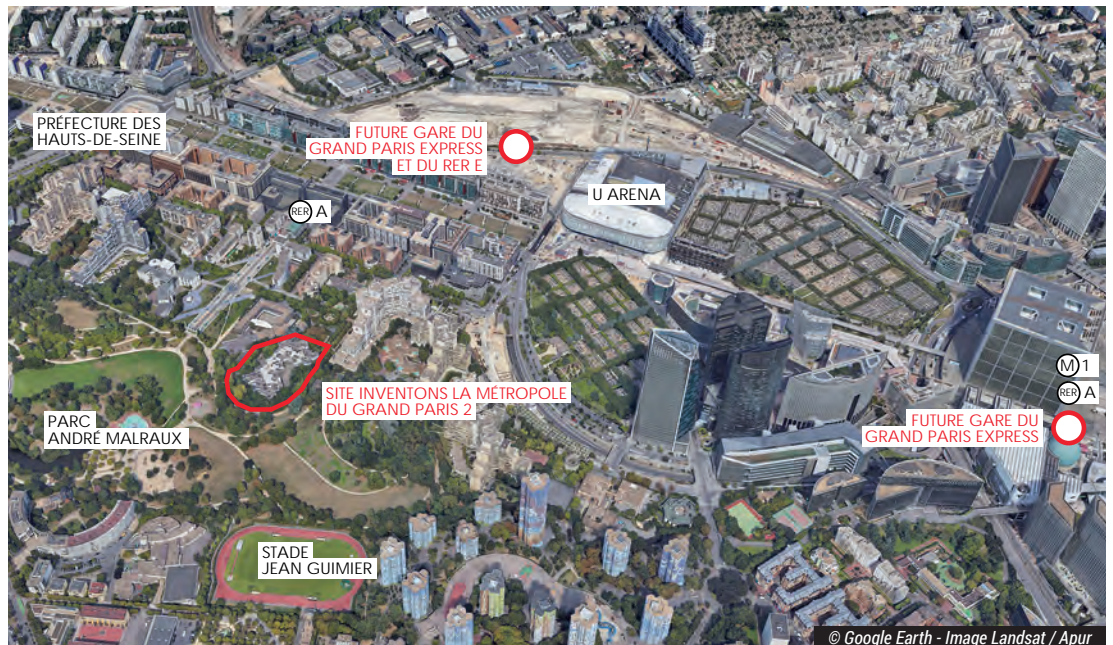 PRÉFECTURE DES
HAUTS-DE-SEINE
FUTURE GARE DU
GRAND PARIS EXPRESS
ET DU RER E
U ARENA
RER A
SITE INVENTONS LA MÉTROPOLE
DU GRAND PARIS 2
PARC
ANDRÉ MALRAUX
M 1
RER A
FUTURE GARE DU
GRAND PARIS EXPRESS
STADE
JEAN GUIMIER
© Google Earth - Image Landsat / Apur